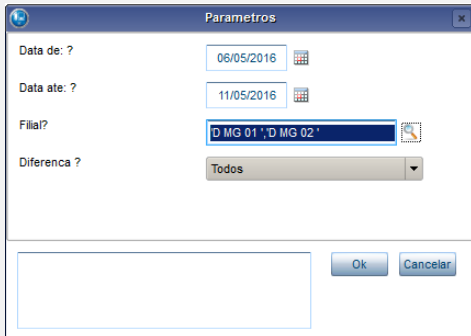 Parametros
Data de: ? 06/05/2016
Data ate: ? 11/05/2016
Filial? 'D MG 01 ','D MG 02 '
Diferenca ? Todos
Ok Cancelar